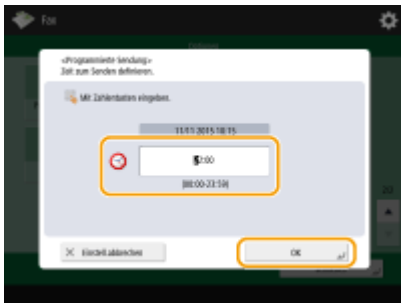 Fax
<Programmierte Sendung>
Zeit zum Senden definieren.
Mit Zahlentasten eingeben.
11/11 2015 18:15
:00
(00:00-23:59)
Einstell.abbrechen
OK